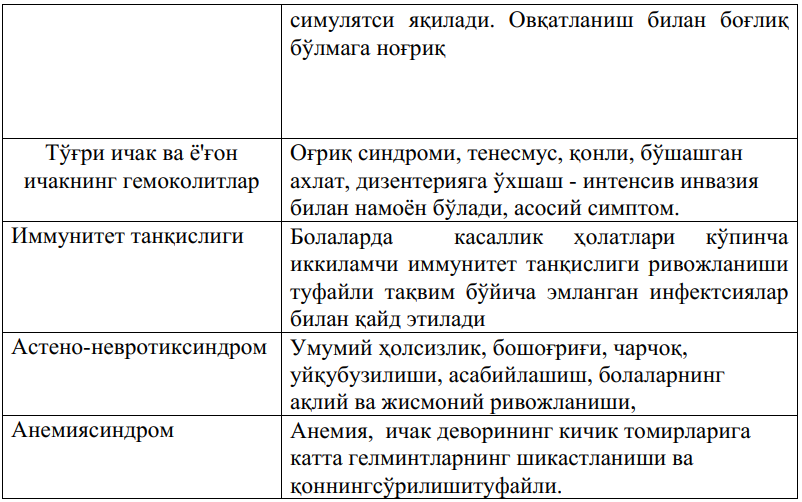 симулятси яқилади. Овқатланиш билан боғлиқ
бўлмага ноғриқ
Тўғри ичак ва ё'ғон
ичакнинг гемоколитлар
Оғриқ синдроми, тенесмус, қонли, бўшашган
ахлат, дизентерияга ўхшаш - интенсив инвазия
билан намоён бўлади, асосий симптом.
Иммунитет танқислиги
Болаларда касаллик ҳолатлари кўпинча
иккиламчи иммунитет танқислиги ривожланиши
туфайли тақвим бўйича эмланган инфектсиялар
билан қайд этилади
Астено-невротиксиндром
Умумий ҳолсизлик, бошоғриғи, чарчоқ,
уйқубузилиши, асабийлашиш, болаларнинг
ақлий ва жисмоний ривожланиши,
Анемиясиндром
Анемия, ичак деворининг кичик томирларига
катта гелминтларнинг шикастланиши ва
қоннингсўрилиштуфайли.